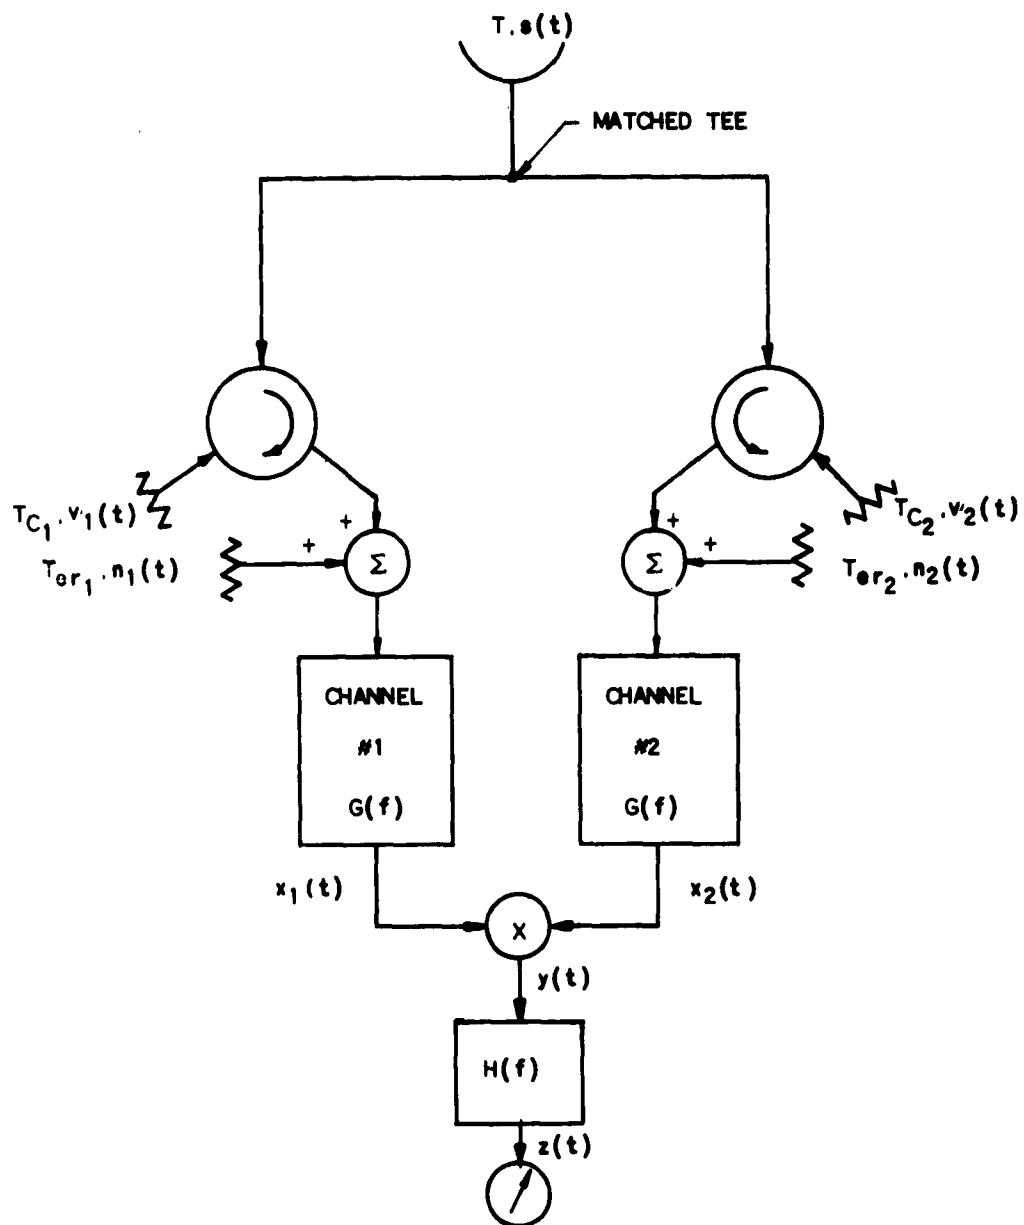 T, s(t)
MATCHED TEE
T_C1, v1(t)
T_C2, v2(t)
+
+
+
+
Σ
Σ
T_er1, n1(t)
T_er2, n2(t)
CHANNEL
#1
G(f)
CHANNEL
#2
G(f)
x1(t)
x2(t)
X
y(t)
H(f)
z(t)